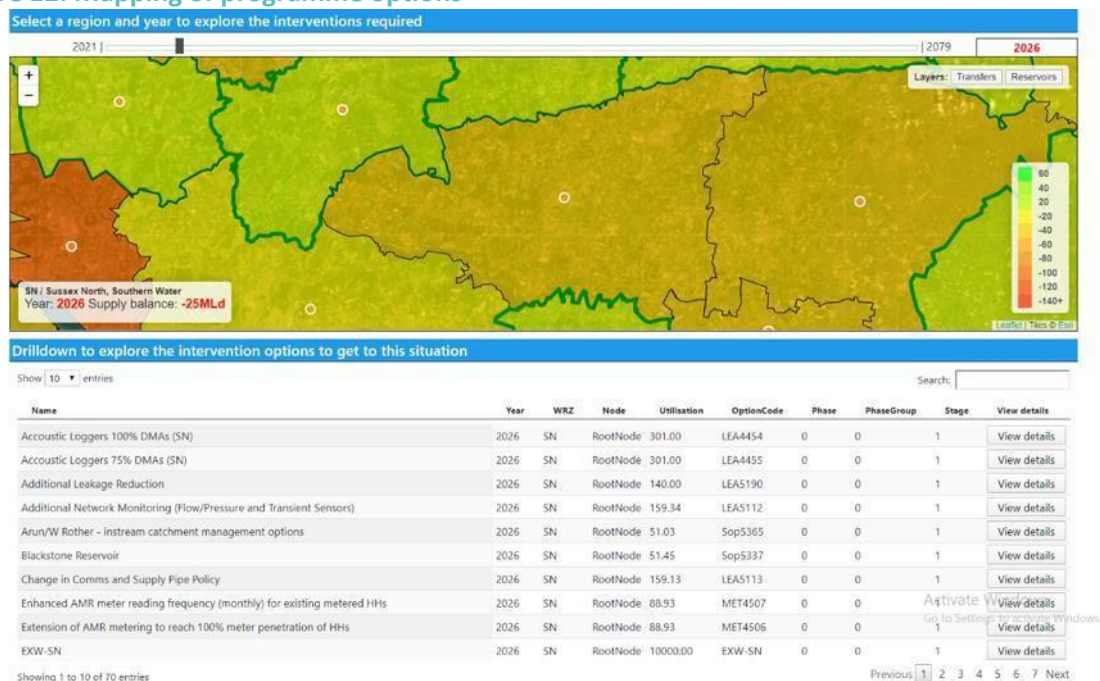 Mapping of programme options
Select a region and year to explore the interventions required
2021 | | 2079 2026
+
−
Layers: Transfers Reservoirs
60
40
20
-20
-40
-60
-80
-100
-120
-140+
SN / Sussex North, Southern Water
Year: 2026 Supply balance: -25MLd
Leaflet | Tiles © Esri
Drilldown to explore the intervention options to get to this situation
Show 10 entries Search:
Name Year WRZ Node Utilisation OptionCode Phase PhaseGroup Stage View details
Accoustic Loggers 100% DMAs (SN) 2026 SN RootNode 301.00 LEA4454 0 0 1 View details
Accoustic Loggers 75% DMAs (SN) 2026 SN RootNode 301.00 LEA4455 0 0 1 View details
Additional Leakage Reduction 2026 SN RootNode 140.00 LEA5190 0 0 1 View details
Additional Network Monitoring (Flow/Pressure and Transient Sensors) 2026 SN RootNode 159.34 LEA5112 0 0 1 View details
Arun/W Rother - instream catchment management options 2026 SN RootNode 51.03 Sop5365 0 0 1 View details
Blackstone Reservoir 2026 SN RootNode 51.45 Sop5337 0 0 1 View details
Change in Comms and Supply Pipe Policy 2026 SN RootNode 159.13 LEA5113 0 0 1 View details
Enhanced AMR meter reading frequency (monthly) for existing metered HHs 2026 SN RootNode 88.93 MET4507 0 0 1 View details
Activate Windows
Go to Settings to activate Windows
Extension of AMR metering to reach 100% meter penetration of HHs 2026 SN RootNode 88.93 MET4506 0 0 1 View details
EXW-SN 2026 SN RootNode 10000.00 EXW-SN 0 0 1 View details
Showing 1 to 10 of 70 entries Previous 1 2 3 4 5 6 7 Next